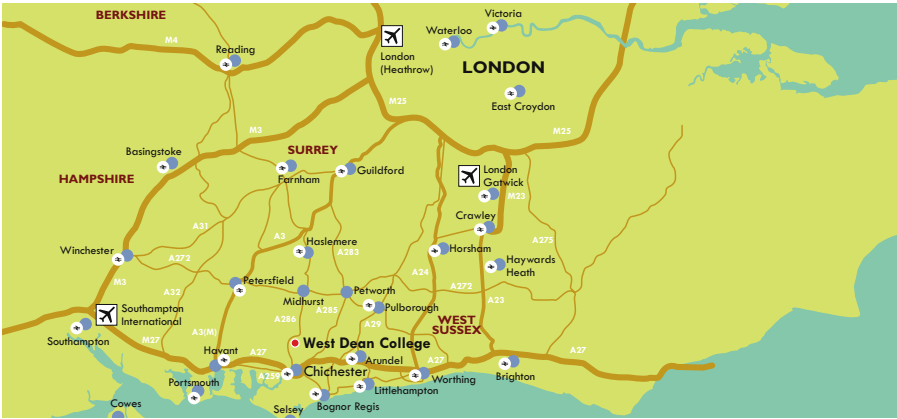 BERKSHIRE
Victoria
Waterloo
M4
Reading
London
(Heathrow)
LONDON
M25
East Croydon
M3
M25
Basingstoke
SURREY
HAMPSHIRE
Farnham
Guildford
London
Gatwick
M23
Crawley
A31
A3
Haslemere
A283
A275
Winchester
A272
Horsham
Haywards
Heath
M3
A32
Petersfield
A24
A272
Midhurst
Petworth
A23
Southampton
International
A286
A285
Pulborough
A29
WEST
SUSSEX
Southampton
M27
A3(M)
West Dean College
Havant
A27
Arundel
A27
A27
A259
Chichester
Worthing
Brighton
Portsmouth
Littlehampton
Bognor Regis
Cowes
Selsey